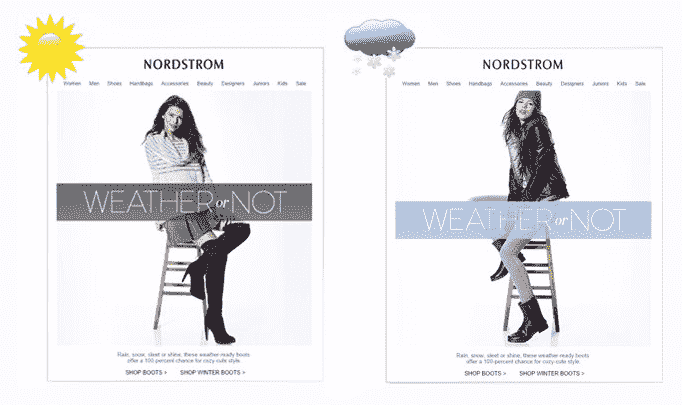 NORDSTROM
Women Men Shoes Handbags Accessories Beauty Designers Juniors Kids Sale
WEATHER or NOT
Rain, snow, sleet or shine, these weather-ready boots
offer a 100 percent chance for cozy-cute style.
SHOP BOOTS > SHOP WINTER BOOTS >
NORDSTROM
Women Men Shoes Handbags Accessories Beauty Designers Juniors Kids Sale
WEATHER or NOT
Rain, snow, sleet or shine, these weather-ready boots
offer a 100 percent chance for cozy-cute style.
SHOP BOOTS > SHOP WINTER BOOTS >